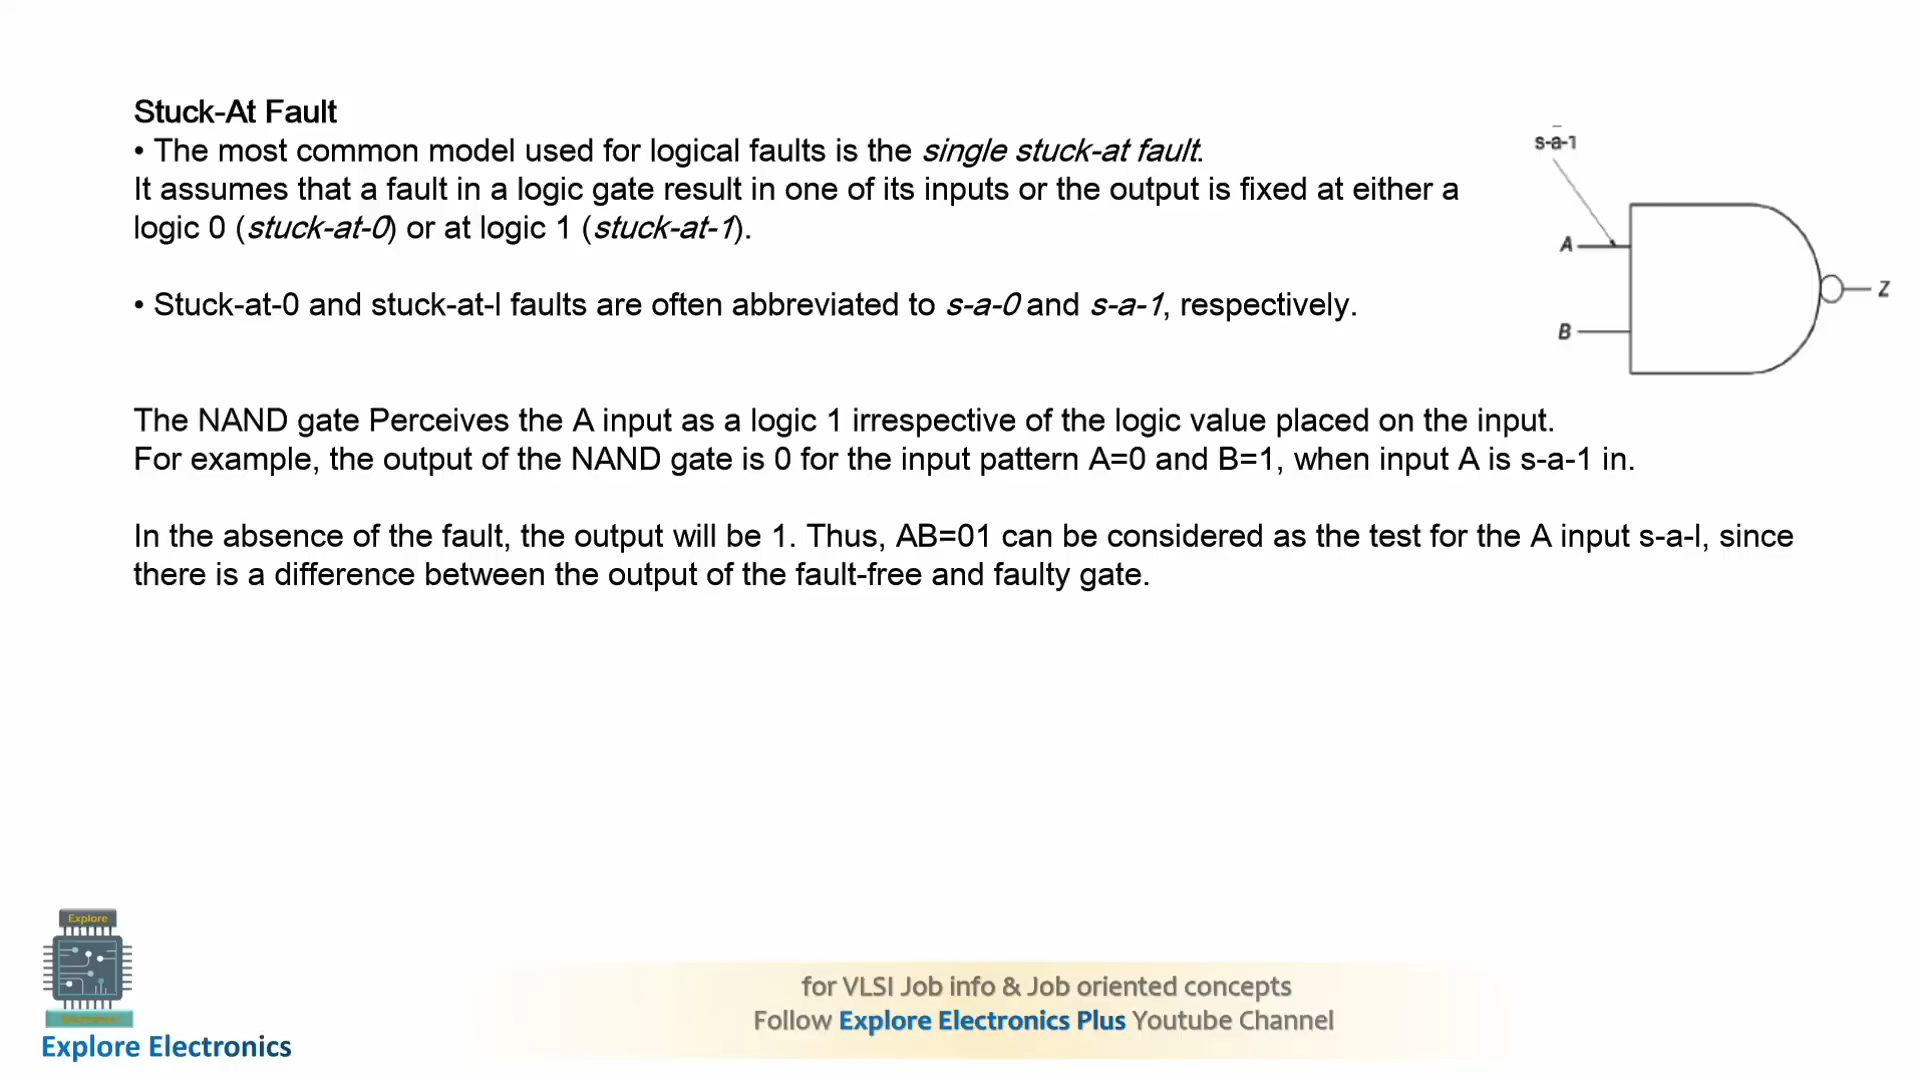 Stuck-At Fault
• The most common model used for logical faults is the single stuck-at fault.
It assumes that a fault in a logic gate result in one of its inputs or the output is fixed at either a
logic 0 (stuck-at-0) or at logic 1 (stuck-at-1).
• Stuck-at-0 and stuck-at-l faults are often abbreviated to s-a-0 and s-a-1, respectively.
s-a-1
A
B
Z
The NAND gate Perceives the A input as a logic 1 irrespective of the logic value placed on the input.
For example, the output of the NAND gate is 0 for the input pattern A=0 and B=1, when input A is s-a-1 in.
In the absence of the fault, the output will be 1. Thus, AB=01 can be considered as the test for the A input s-a-l, since
there is a difference between the output of the fault-free and faulty gate.
Explore
Explore Electronics
for VLSI Job info & Job oriented concepts
Follow Explore Electronics Plus Youtube Channel